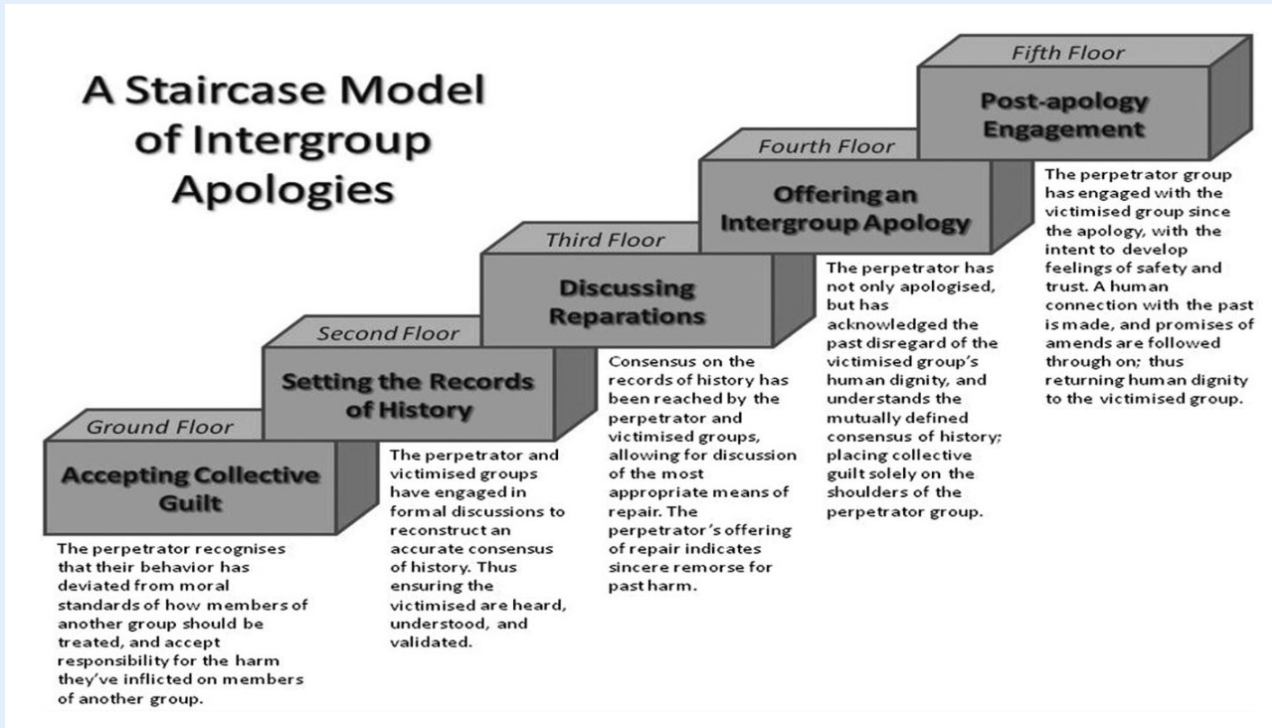 A Staircase Model
of Intergroup
Apologies
Ground Floor
Accepting Collective
Guilt
The perpetrator recognises
that their behavior has
deviated from moral
standards of how members of
another group should be
treated, and accept
responsibility for the harm
they've inflicted on members
of another group.
Second Floor
Setting the Records
of History
The perpetrator and
victimised groups
have engaged in
formal discussions to
reconstruct an
accurate consensus
of history. Thus
ensuring the
victimised are heard,
understood, and
validated.
Third Floor
Discussing
Reparations
Consensus on the
records of history has
been reached by the
perpetrator and
victimised groups,
allowing for discussion
of the most
appropriate means of
repair. The
perpetrator's offering
of repair indicates
sincere remorse for
past harm.
Fourth Floor
Offering an
Intergroup Apology
The perpetrator has
not only apologised,
but has
acknowledged the
past disregard of the
victimised group's
human dignity, and
understands the
mutually defined
consensus of history;
placing collective
guilt solely on the
shoulders of the
perpetrator group.
Fifth Floor
Post-apology
Engagement
The perpetrator group
has engaged with the
victimised group since
the apology, with the
intent to develop
feelings of safety and
trust. A human
connection with the past
is made, and promises of
amends are followed
through on; thus
returning human dignity
to the victimised group.